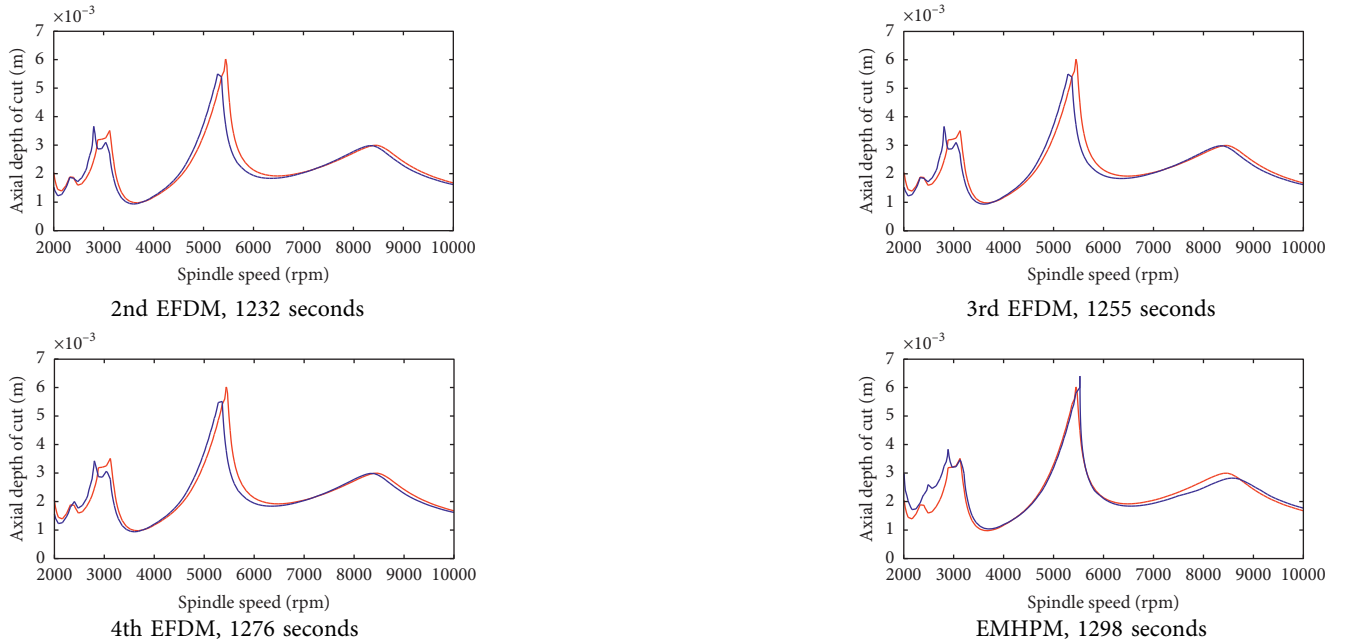 ×10⁻³
7
6
5
4
3
2
1
0
Axial depth of cut (m)
2000 3000 4000 5000 6000 7000 8000 9000 10000
Spindle speed (rpm)
2nd EFDM, 1232 seconds
×10⁻³
7
6
5
4
3
2
1
0
Axial depth of cut (m)
2000 3000 4000 5000 6000 7000 8000 9000 10000
Spindle speed (rpm)
3rd EFDM, 1255 seconds
×10⁻³
7
6
5
4
3
2
1
0
Axial depth of cut (m)
2000 3000 4000 5000 6000 7000 8000 9000 10000
Spindle speed (rpm)
4th EFDM, 1276 seconds
×10⁻³
7
6
5
4
3
2
1
0
Axial depth of cut (m)
2000 3000 4000 5000 6000 7000 8000 9000 10000
Spindle speed (rpm)
EMHPM, 1298 seconds